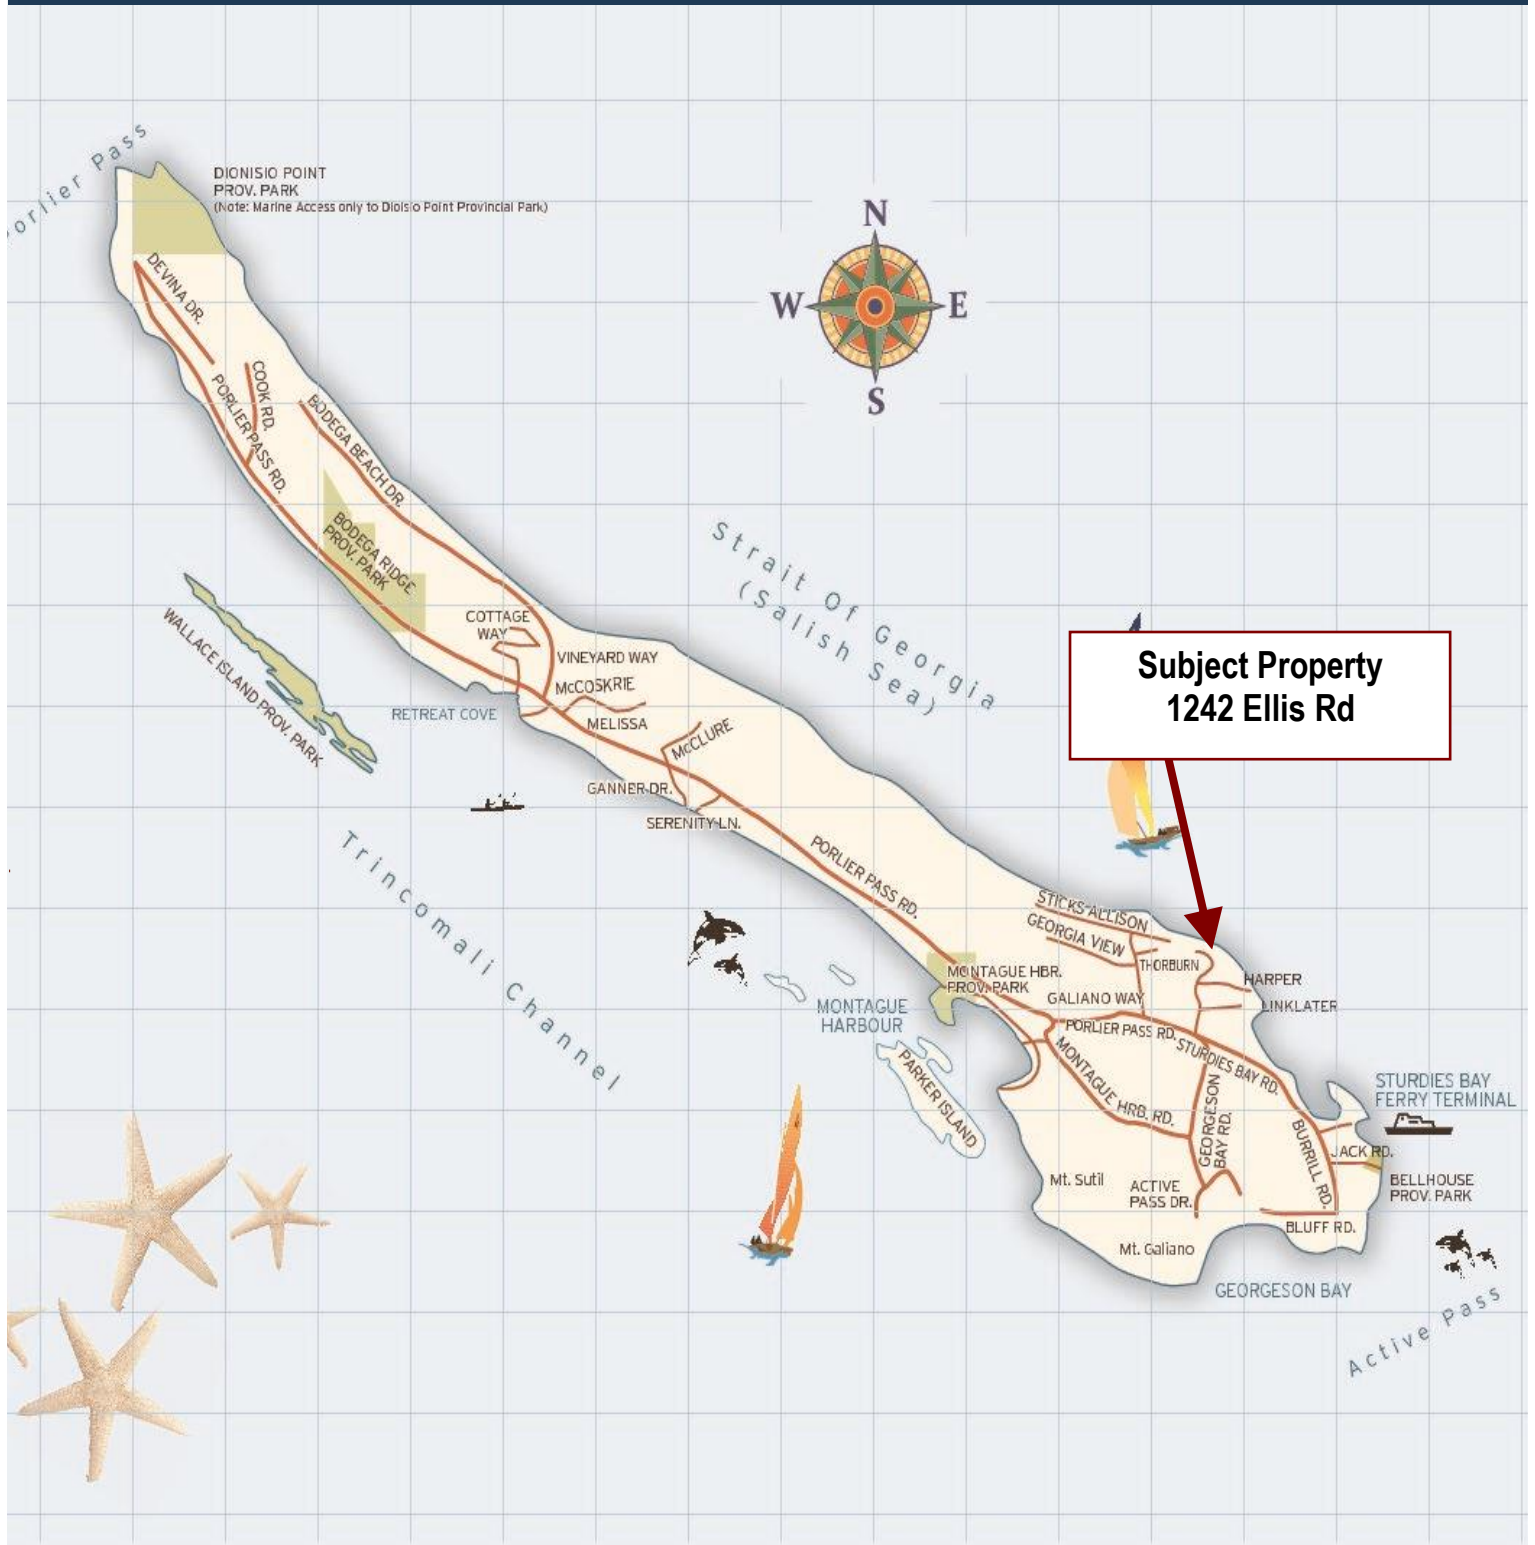 Porlier Pass
DIONISIO POINT
PROV. PARK
(Note: Marine Access only to Dioisio Point Provincial Park)
N
W
E
S
DEVINA DR.
COOK RD.
PORLIER PASS RD.
BODEGA BEACH DR.
BODEGA RIDGE
PROV. PARK
WALLACE ISLAND PROV. PARK
Strait Of Georgia
(Salish Sea)
COTTAGE
WAY
VINEYARD WAY
McCOSKRIE
RETREAT COVE
MELISSA
McCLURE
GANNER DR.
SERENITY LN.
Subject Property
1242 Ellis Rd
Trincomali Channel
PORLIER PASS RD.
STICKS ALLISON
GEORGIA VIEW
THORBURN
HARPER
LINKLATER
MONTAGUE HBR.
PROV. PARK
GALIANO WAY
MONTAGUE
HARBOUR
PORLIER PASS RD.
STURDIES BAY RD.
PARKER ISLAND
MONTAGUE HRB. RD.
GEORGESON
BAY RD.
STURDIES BAY
FERRY TERMINAL
BURRILL RD.
JACK RD.
BELLHOUSE
PROV. PARK
Mt. Sutil
ACTIVE
PASS DR.
BLUFF RD.
Mt. Galiano
GEORGESON BAY
Active Pass